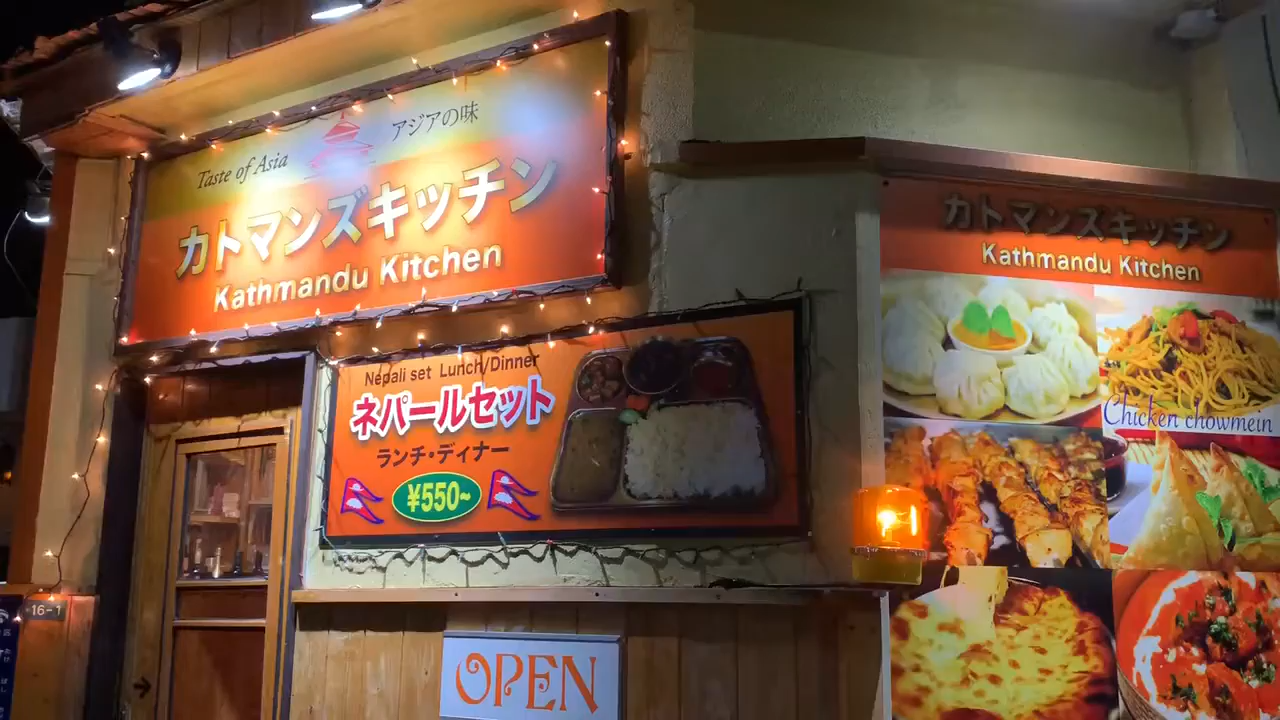 Taste of Asia
アジアの味
カトマンズキッチン
Kathmandu Kitchen
Nepali set Lunch/Dinner
ネパールセット
ランチ・ディナー
¥550~
OPEN
16-1
カトマンズキッチン
Kathmandu Kitchen
Chicken chowmein